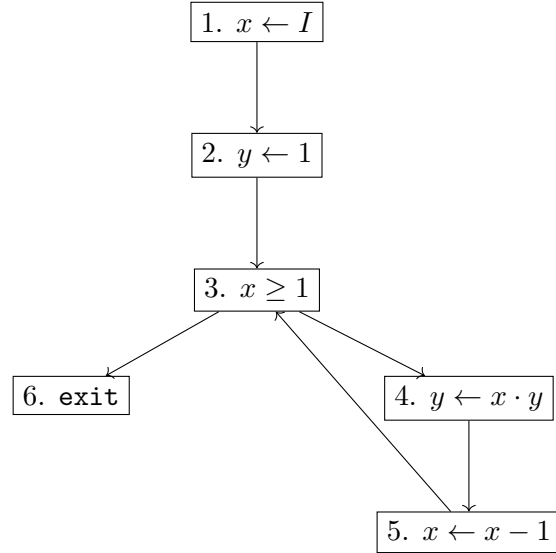 1. x ← I
2. y ← 1
3. x ≥ 1
6. exit
4. y ← x · y
5. x ← x − 1